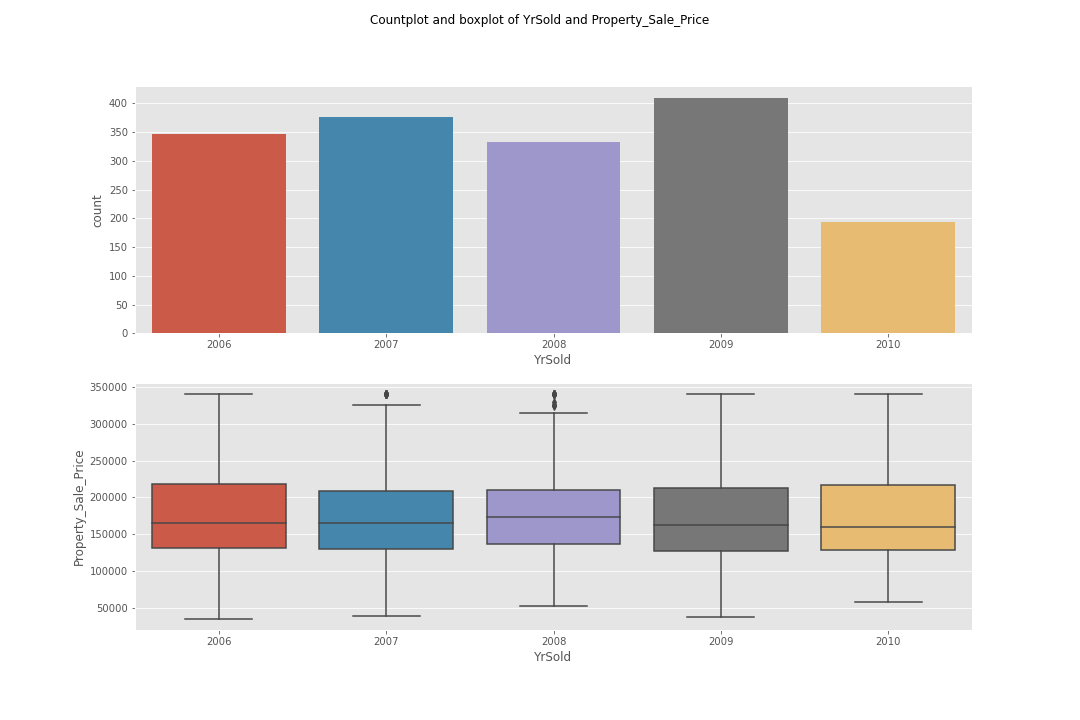 Countplot and boxplot of YrSold and Property_Sale_Price
count
400
350
300
250
200
150
100
50
0
2006 2007 2008 2009 2010
YrSold
Property_Sale_Price
350000
300000
250000
200000
150000
100000
50000
2006 2007 2008 2009 2010
YrSold